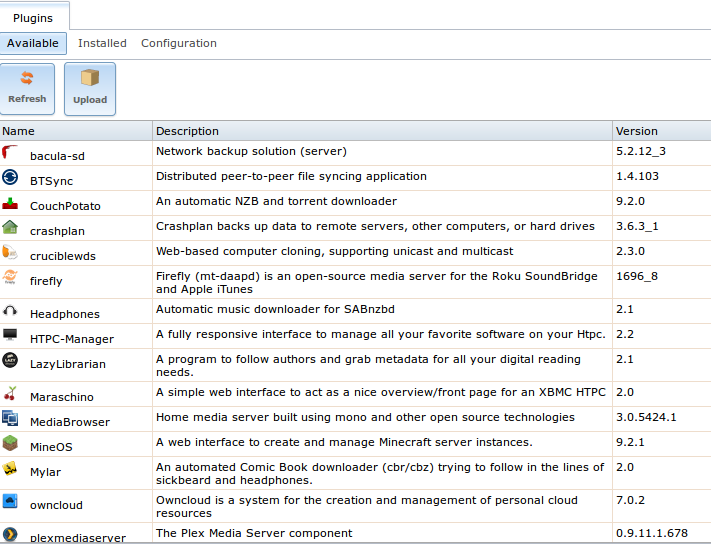 Plugins
Available Installed Configuration
Refresh Upload
Name Description Version
bacula-sd Network backup solution (server) 5.2.12_3
BTSync Distributed peer-to-peer file syncing application 1.4.103
CouchPotato An automatic NZB and torrent downloader 9.2.0
crashplan Crashplan backs up data to remote servers, other computers, or hard drives 3.6.3_1
cruciblewds Web-based computer cloning, supporting unicast and multicast 2.3.0
firefly Firefly (mt-daapd) is an open-source media server for the Roku SoundBridge 1696_8
and Apple iTunes
Headphones Automatic music downloader for SABnzbd 2.1
HTPC-Manager A fully responsive interface to manage all your favorite software on your Htpc. 2.2
LazyLibrarian A program to follow authors and grab metadata for all your digital reading 2.1
needs.
Maraschino A simple web interface to act as a nice overview/front page for an XBMC HTPC 2.0
MediaBrowser Home media server built using mono and other open source technologies 3.0.5424.1
MineOS A web interface to create and manage Minecraft server instances. 9.2.1
Mylar An automated Comic Book downloader (cbr/cbz) trying to follow in the lines of 2.0
sickbeard and headphones.
owncloud Owncloud is a system for the creation and management of personal cloud 7.0.2
resources
plexmediaserver The Plex Media Server component 0.9.11.1.678